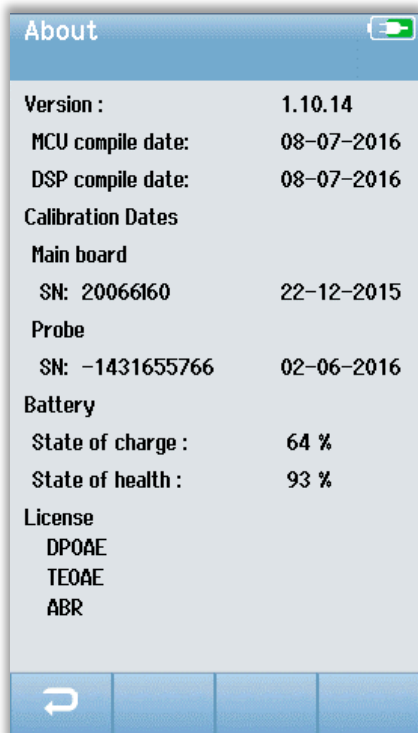 About
Version : 1.10.14
MCU compile date: 08-07-2016
DSP compile date: 08-07-2016
Calibration Dates
Main board
SN: 20066160 22-12-2015
Probe
SN: -1431655766 02-06-2016
Battery
State of charge : 64 %
State of health : 93 %
License
DPOAE
TEOAE
ABR